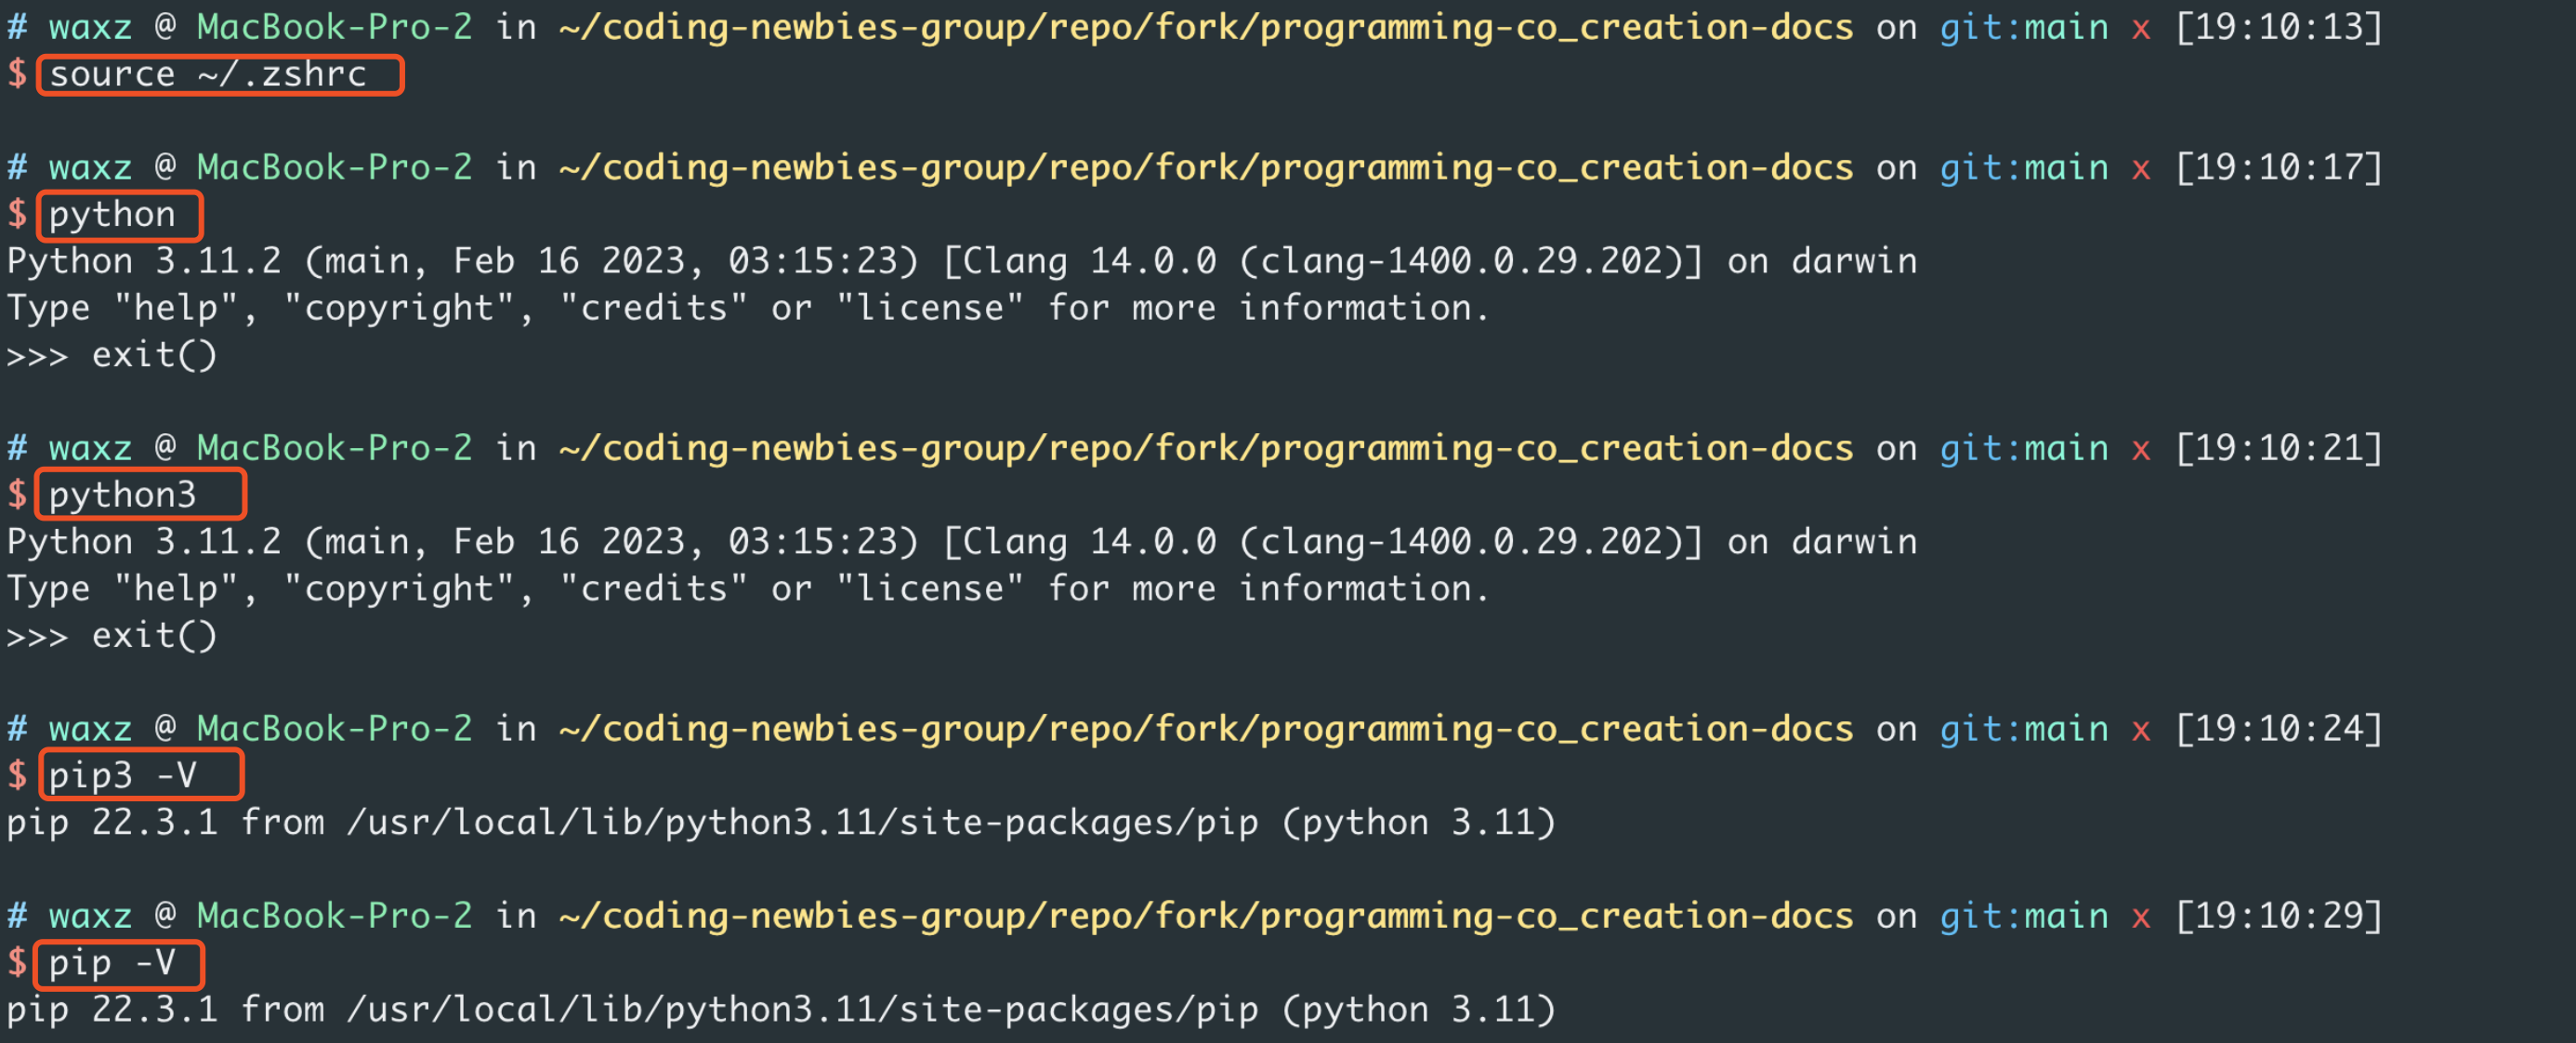 # waxz @ MacBook-Pro-2 in ~/coding-newbies-group/repo/fork/programming-co_creation-docs on git:main x [19:10:13]
$ source ~/.zshrc
# waxz @ MacBook-Pro-2 in ~/coding-newbies-group/repo/fork/programming-co_creation-docs on git:main x [19:10:17]
$ python
Python 3.11.2 (main, Feb 16 2023, 03:15:23) [Clang 14.0.0 (clang-1400.0.29.202)] on darwin
Type "help", "copyright", "credits" or "license" for more information.
>>> exit()
# waxz @ MacBook-Pro-2 in ~/coding-newbies-group/repo/fork/programming-co_creation-docs on git:main x [19:10:21]
$ python3
Python 3.11.2 (main, Feb 16 2023, 03:15:23) [Clang 14.0.0 (clang-1400.0.29.202)] on darwin
Type "help", "copyright", "credits" or "license" for more information.
>>> exit()
# waxz @ MacBook-Pro-2 in ~/coding-newbies-group/repo/fork/programming-co_creation-docs on git:main x [19:10:24]
$ pip3 -V
pip 22.3.1 from /usr/local/lib/python3.11/site-packages/pip (python 3.11)
# waxz @ MacBook-Pro-2 in ~/coding-newbies-group/repo/fork/programming-co_creation-docs on git:main x [19:10:29]
$ pip -V
pip 22.3.1 from /usr/local/lib/python3.11/site-packages/pip (python 3.11)